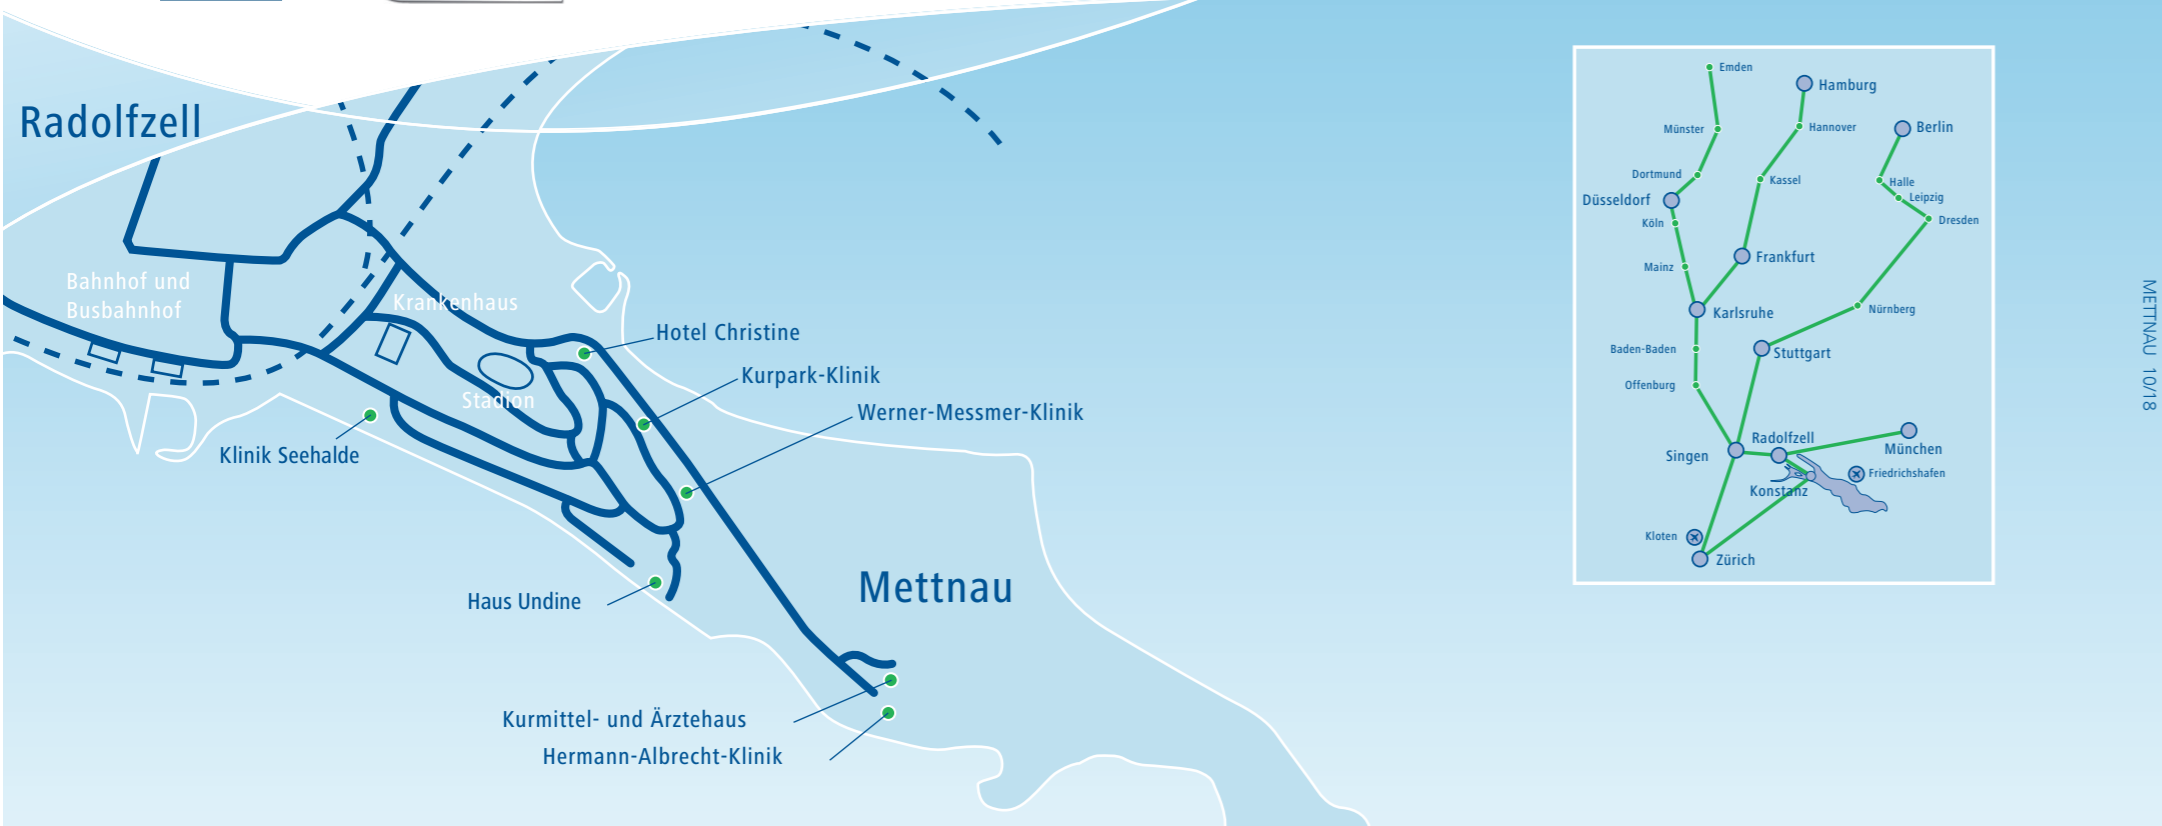 Radolfzell
Bahnhof und
Busbahnhof
Krankenhaus
Hotel Christine
Kurpark-Klinik
Stadion
Werner-Messmer-Klinik
Klinik Seehalde
Haus Undine
Mettnau
Kurmittel- und Ärztehaus
Hermann-Albrecht-Klinik
Emden
Hamburg
Münster
Hannover
Berlin
Dortmund
Kassel
Halle
Düsseldorf
Leipzig
Köln
Dresden
Mainz
Frankfurt
Karlsruhe
Nürnberg
Baden-Baden
Stuttgart
Offenburg
Radolfzell
München
Singen
Friedrichshafen
Konstanz
Kloten
Zürich
METTNAU 10/18